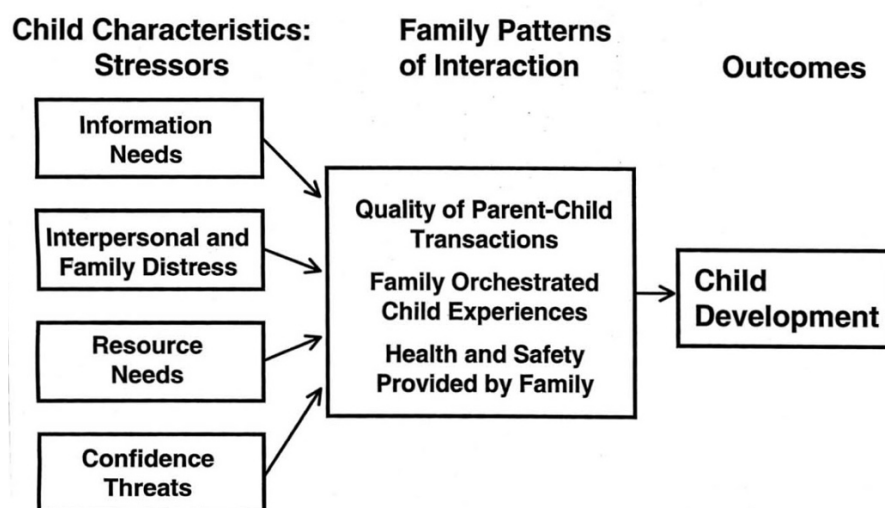 Child Characteristics:
Stressors
Family Patterns
of Interaction
Outcomes
Information
Needs
Interpersonal and
Family Distress
Resource
Needs
Confidence
Threats
Quality of Parent-Child
Transactions
Family Orchestrated
Child Experiences
Health and Safety
Provided by Family
Child
Development